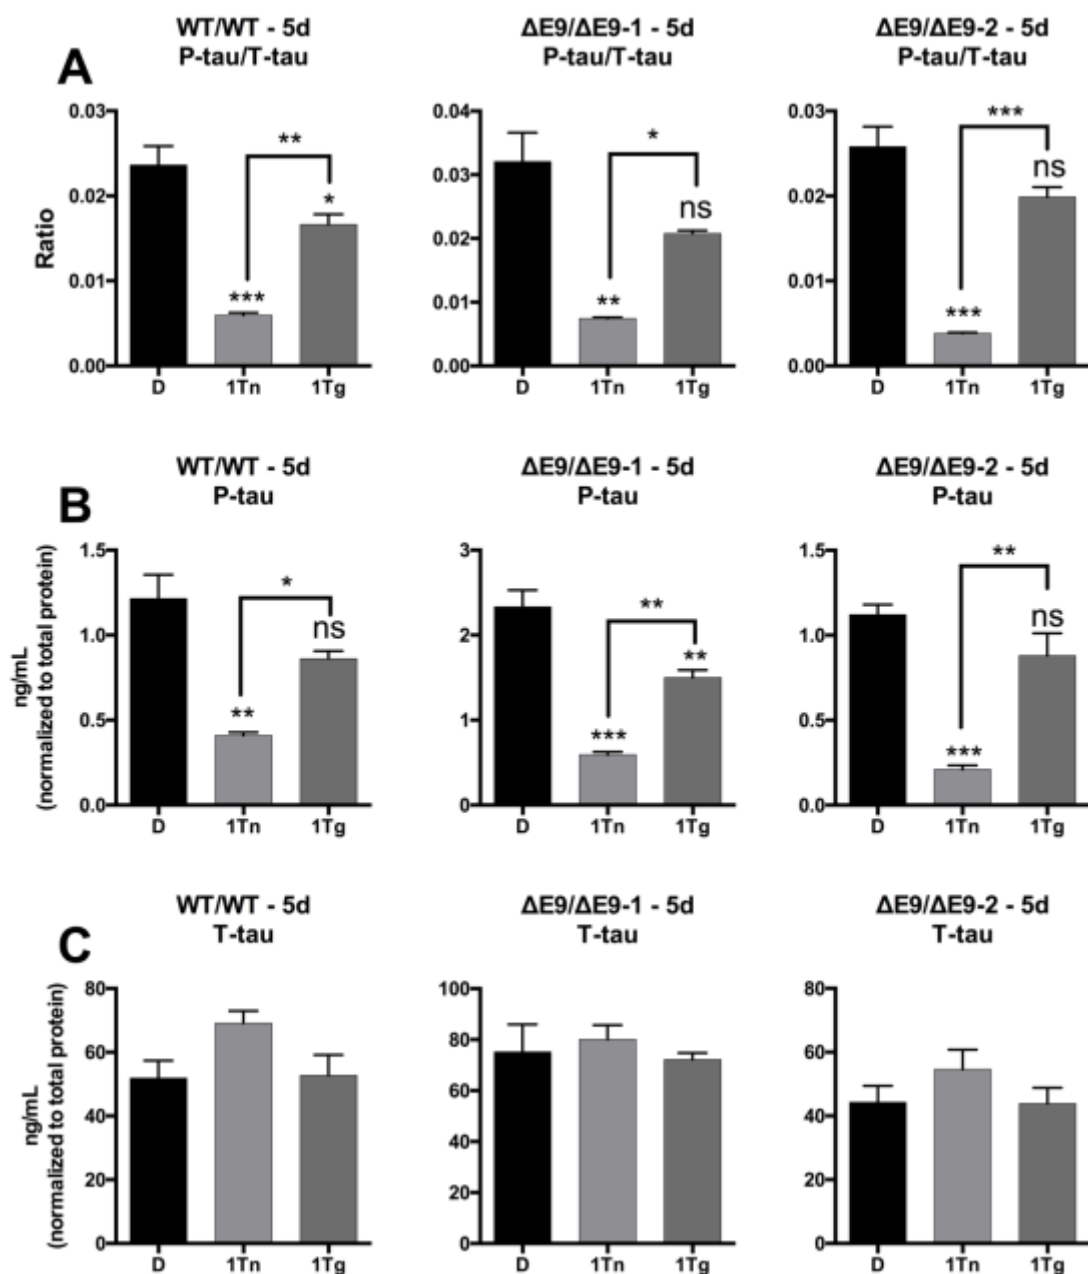 A
WT/WT - 5d
P-tau/T-tau
Ratio
0.03
0.02
0.01
0.00
**
*
***
D 1Tn 1Tg
ΔE9/ΔE9-1 - 5d
P-tau/T-tau
0.04
0.03
0.02
0.01
0.00
*
ns
**
D 1Tn 1Tg
ΔE9/ΔE9-2 - 5d
P-tau/T-tau
0.03
0.02
0.01
0.00
***
ns
***
D 1Tn 1Tg
B
WT/WT - 5d
P-tau
ng/mL
(normalized to total protein)
1.5
1.0
0.5
0.0
*
ns
**
D 1Tn 1Tg
ΔE9/ΔE9-1 - 5d
P-tau
3
2
1
0
**
**
***
D 1Tn 1Tg
ΔE9/ΔE9-2 - 5d
P-tau
1.5
1.0
0.5
0.0
**
ns
***
D 1Tn 1Tg
C
WT/WT - 5d
T-tau
ng/mL
(normalized to total protein)
80
60
40
20
0
D 1Tn 1Tg
ΔE9/ΔE9-1 - 5d
T-tau
100
80
60
40
20
0
D 1Tn 1Tg
ΔE9/ΔE9-2 - 5d
T-tau
80
60
40
20
0
D 1Tn 1Tg